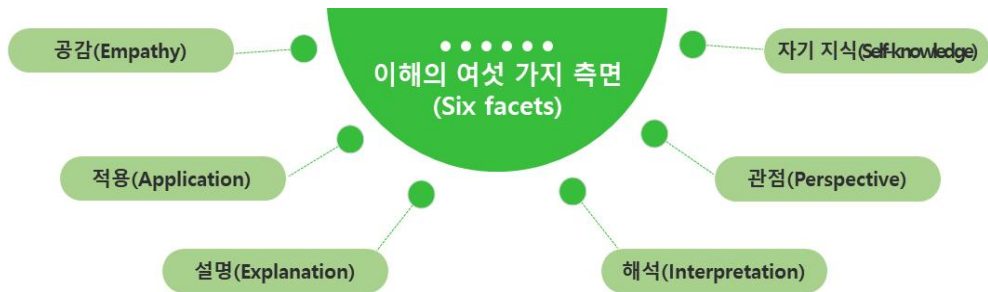 이해의 여섯 가지 측면
(Six facets)
공감(Empathy)
자기 지식(Self-knowledge)
적용(Application)
관점(Perspective)
설명(Explanation)
해석(Interpretation)